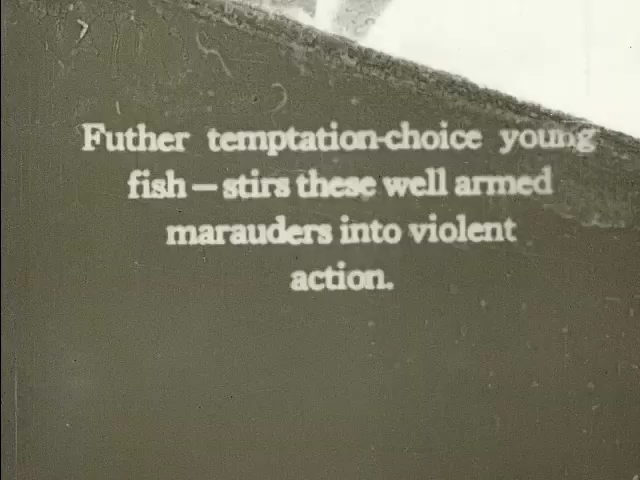 Futher temptation-choice young
fish — stirs these well armed
marauders into violent
action.